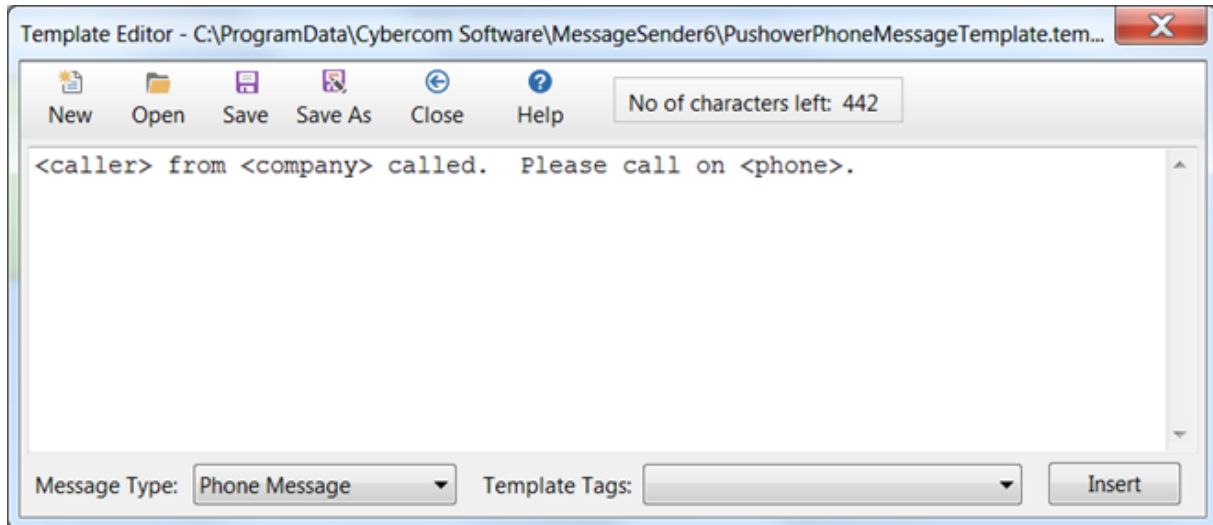 Template Editor - C:\ProgramData\Cybercom Software\MessageSender6\PushoverPhoneMessageTemplate.tem...
New Open Save Save As Close Help No of characters left: 442
<caller> from <company> called.  Please call on <phone>.
Message Type: Phone Message Template Tags: Insert